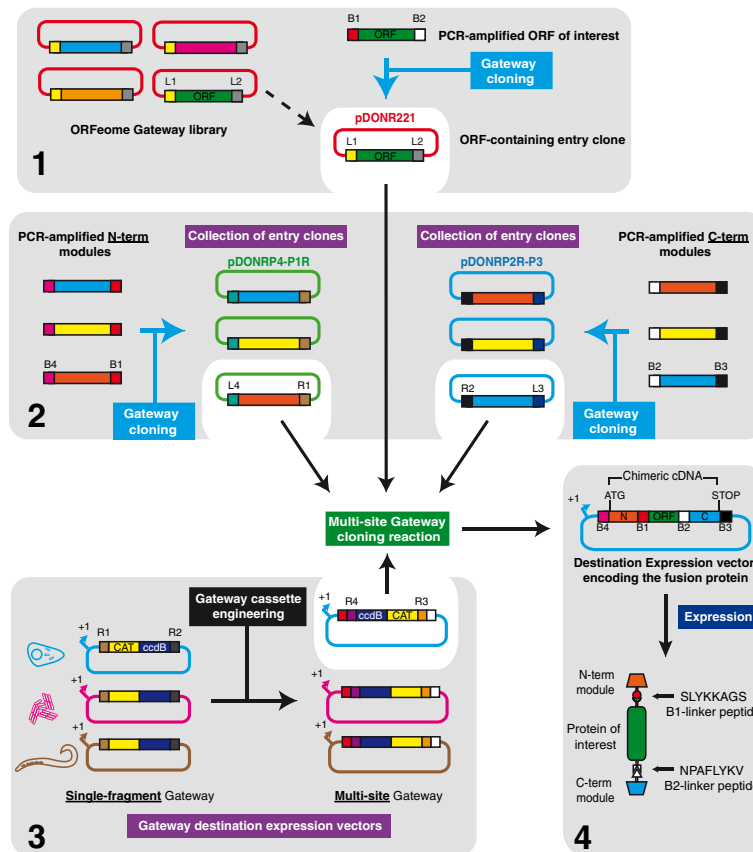 B1 B2
ORF
PCR-amplified ORF of interest
Gateway
cloning
L1 L2
ORF
ORFeome Gateway library
pDONR221
L1 L2
ORF
ORF-containing entry clone
1
PCR-amplified N-term
modules
Collection of entry clones
pDONRP4-P1R
Collection of entry clones
pDONRP2R-P3
PCR-amplified C-term
modules
B4 B1
L4 R1
R2 L3
B2 B3
Gateway
cloning
Gateway
cloning
2
Multi-site Gateway
cloning reaction
Chimeric cDNA
ATG STOP
+1
N ORF C
B4 B1 B2 B3
Destination Expression vector
encoding the fusion protein
Expression
N-term
module
SLYKKAGS
B1-linker peptid
Protein of
interest
NPAFLYKV
B2-linker peptide
C-term
module
4
Gateway cassette
engineering
+1
R1 R2
CAT ccdB
+1
R4 R3
ccdB CAT
+1
+1
+1
+1
Single-fragment Gateway
Multi-site Gateway
Gateway destination expression vectors
3